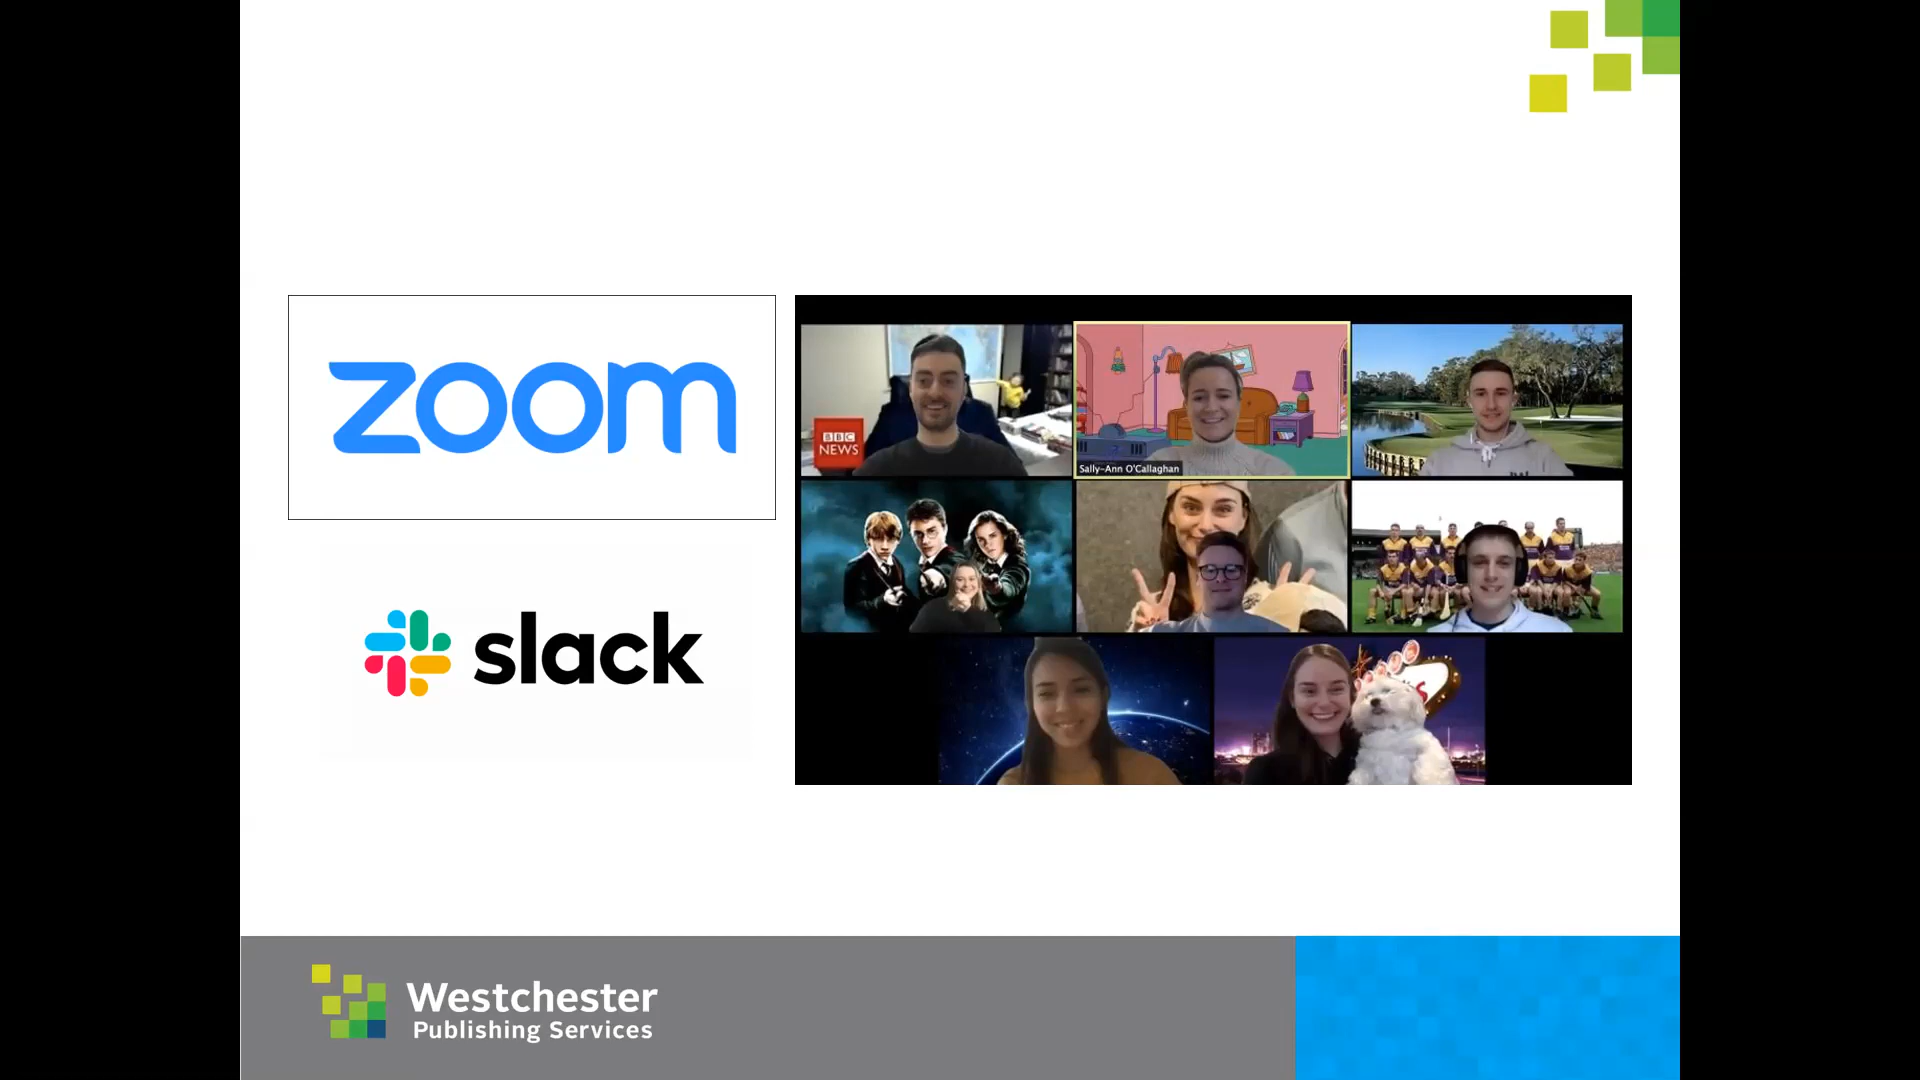 zoom
slack
BBC
NEWS
Sally-Ann O'Callaghan
Westchester
Publishing Services